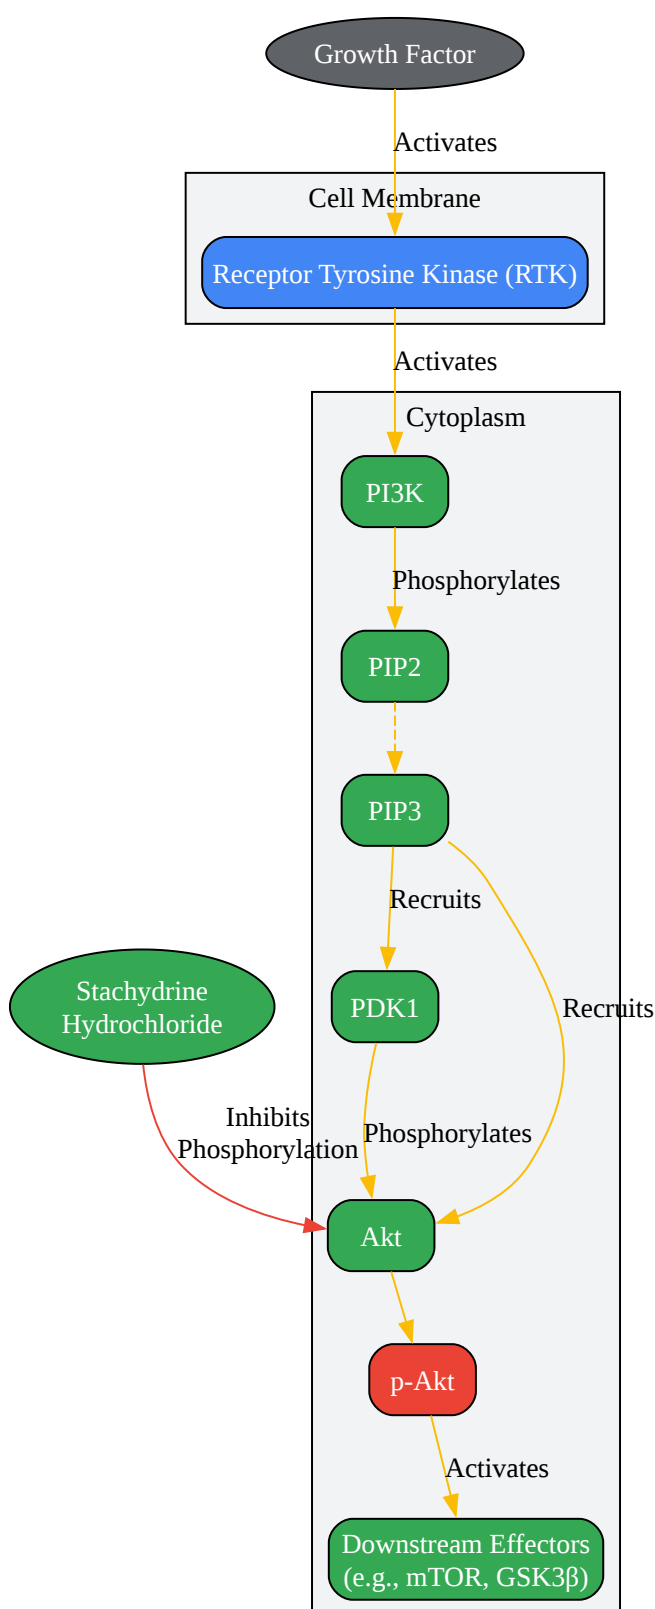 Growth Factor
Activates
Cell Membrane
Receptor Tyrosine Kinase (RTK)
Activates
Cytoplasm
PI3K
Phosphorylates
PIP2
PIP3
Recruits
Stachydrine
Hydrochloride
PDK1
Recruits
Inhibits
Phosphorylation
Phosphorylates
Akt
p-Akt
Activates
Downstream Effectors
(e.g., mTOR, GSK3β)